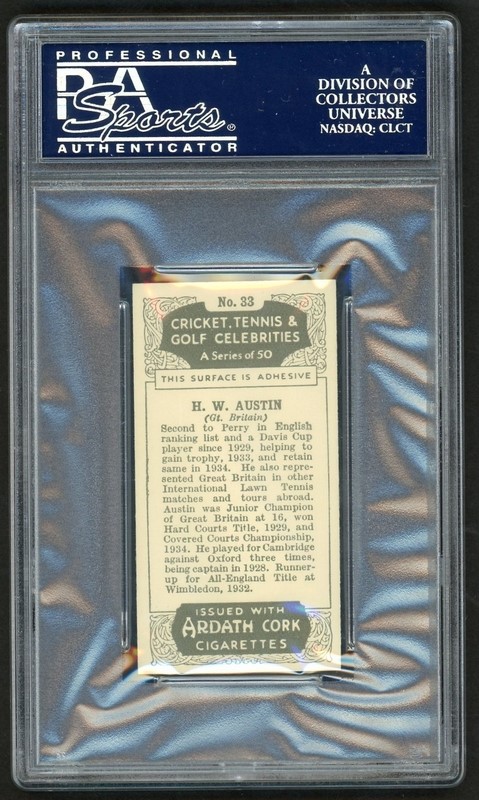 PROFESSIONAL
PSA
Sports®
AUTHENTICATOR
A
DIVISION OF
COLLECTORS
UNIVERSE
NASDAQ: CLCT
No. 33
CRICKET, TENNIS &
GOLF CELEBRITIES
A Series of 50
THIS SURFACE IS ADHESIVE
H. W. AUSTIN
(Gt. Britain)
Second to Perry in English
ranking list and a Davis Cup
player since 1929, helping to
gain trophy, 1933, and retain
same in 1934. He also repre-
sented Great Britain in other
International Lawn Tennis
matches and tours abroad.
Austin was Junior Champion
of Great Britain at 16, won
Hard Courts Title, 1929, and
Covered Courts Championship,
1934. He played for Cambridge
against Oxford three times,
being captain in 1928. Runner-
up for All-England Title at
Wimbledon, 1932.
ISSUED WITH
ARDATH CORK
CIGARETTES